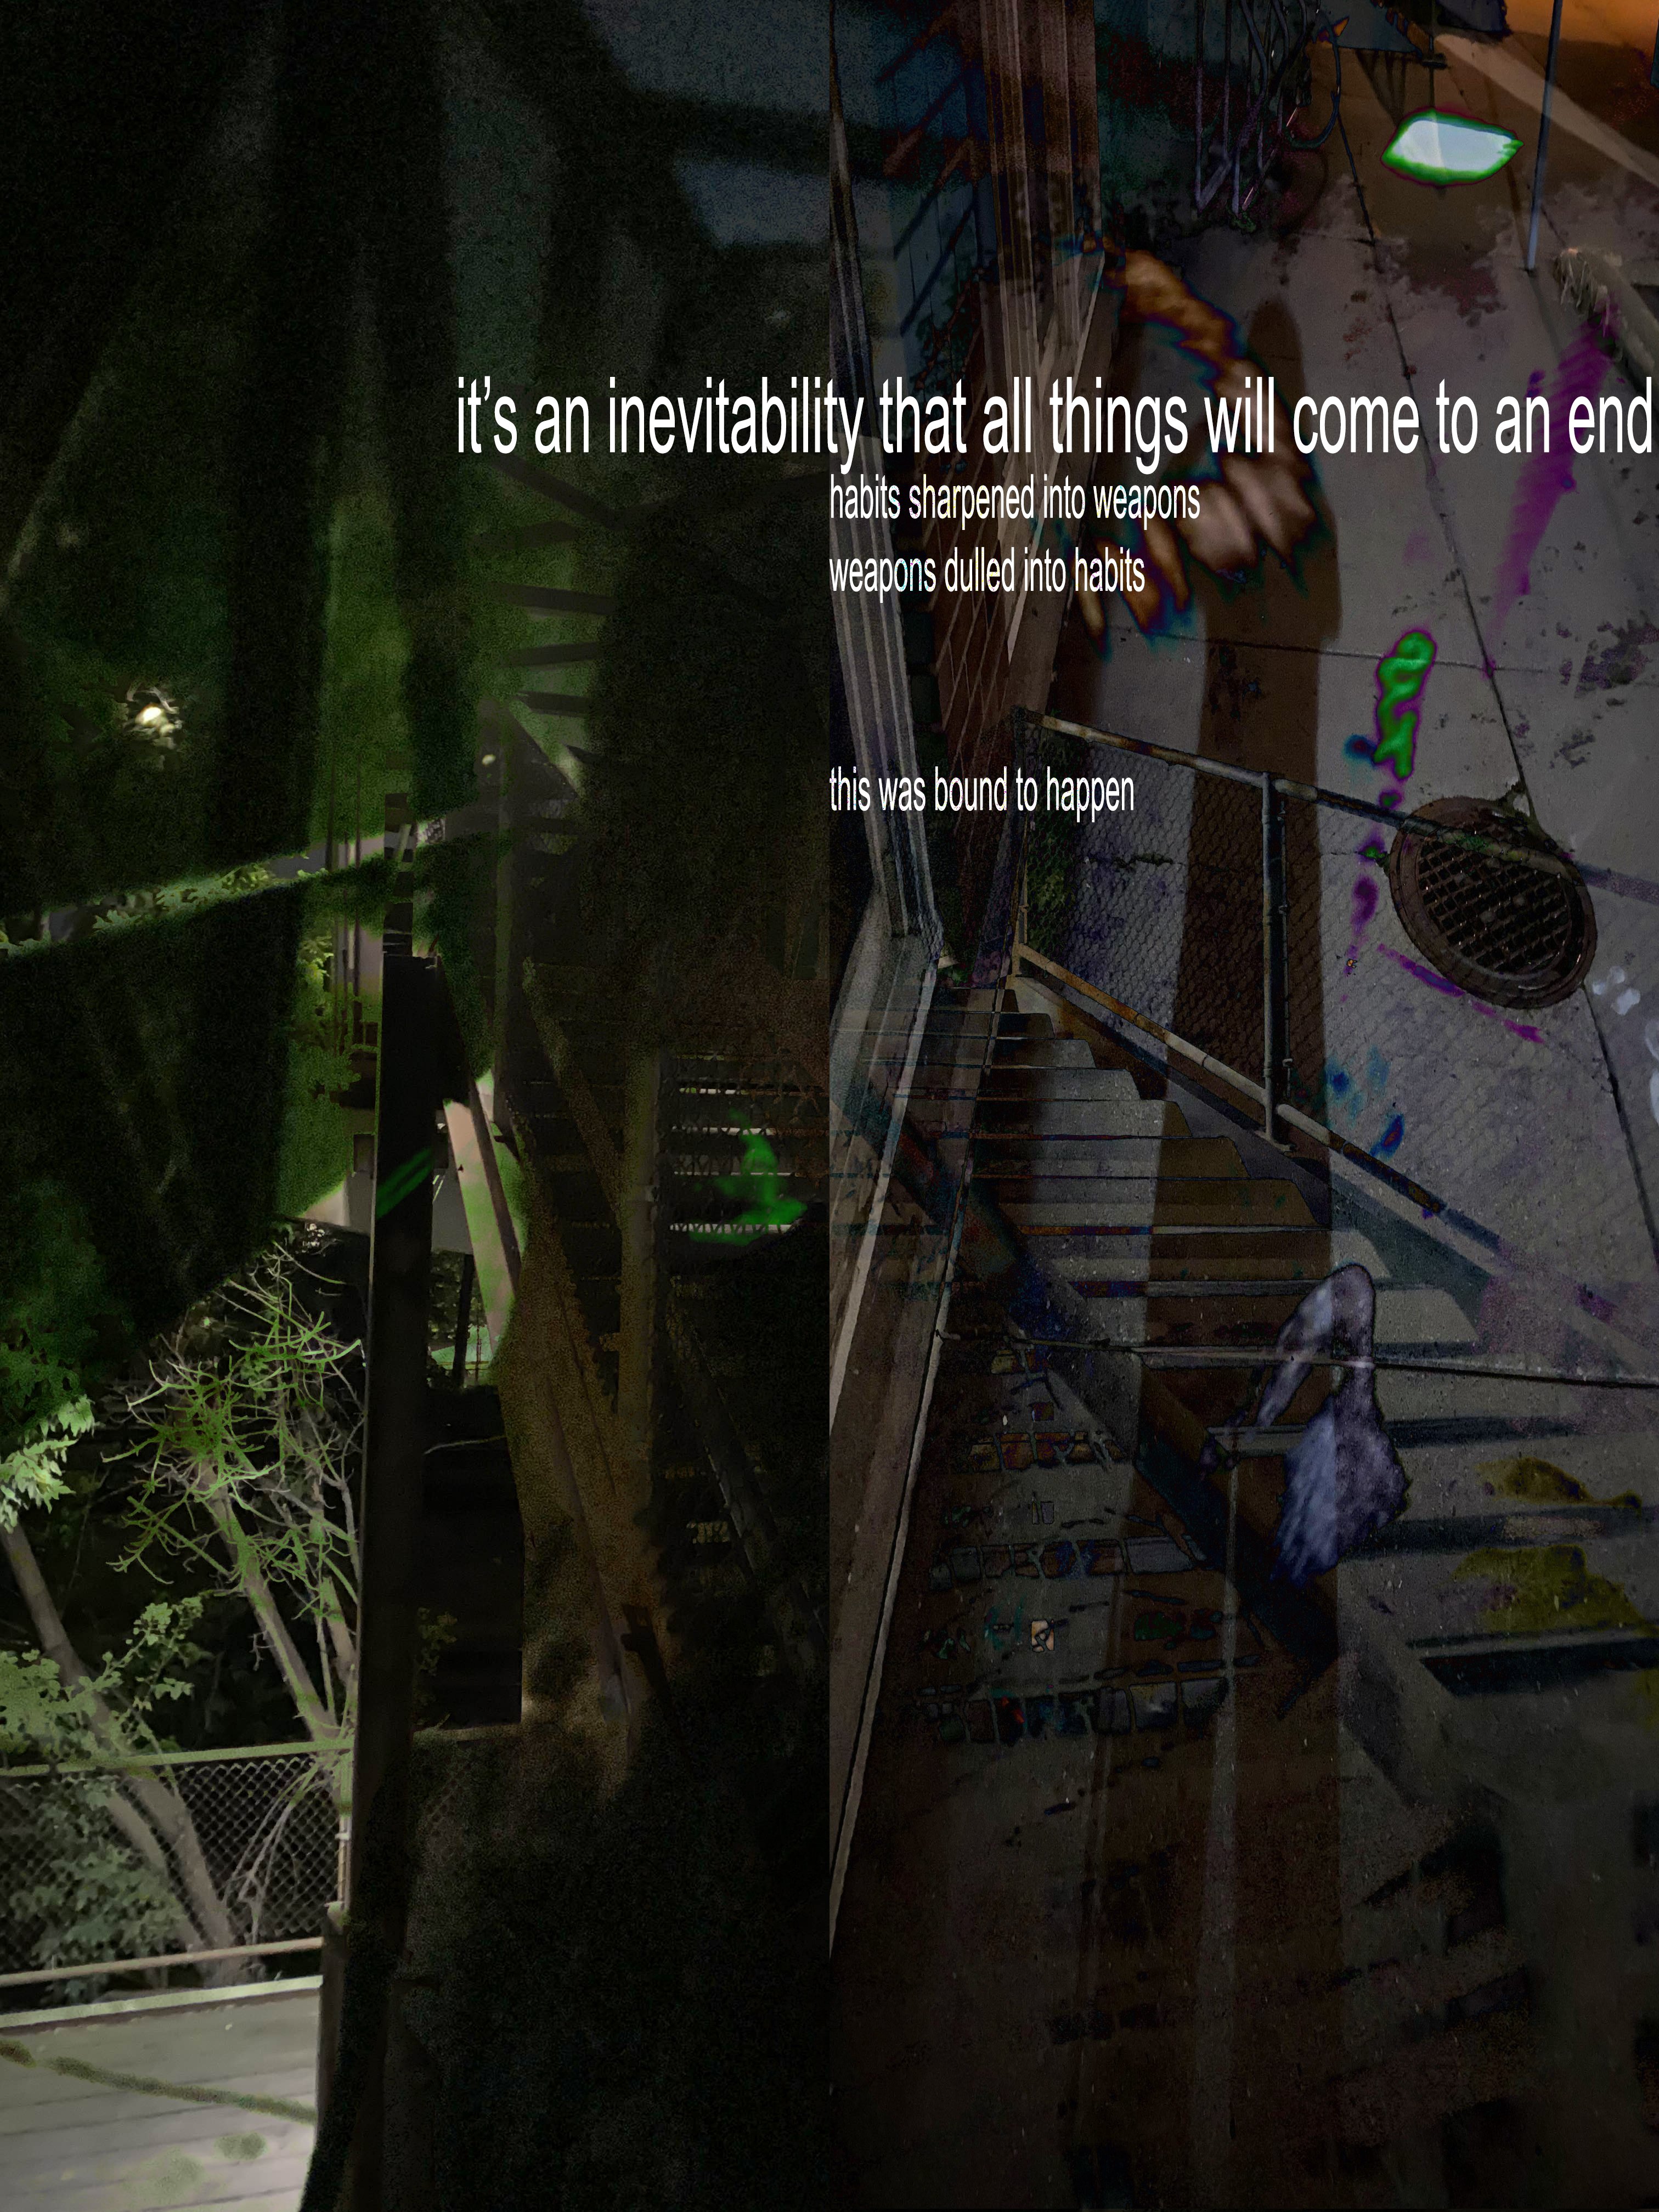 it’s an inevitability that all things will come to an end
habits sharpened into weapons
weapons dulled into habits
this was bound to happen